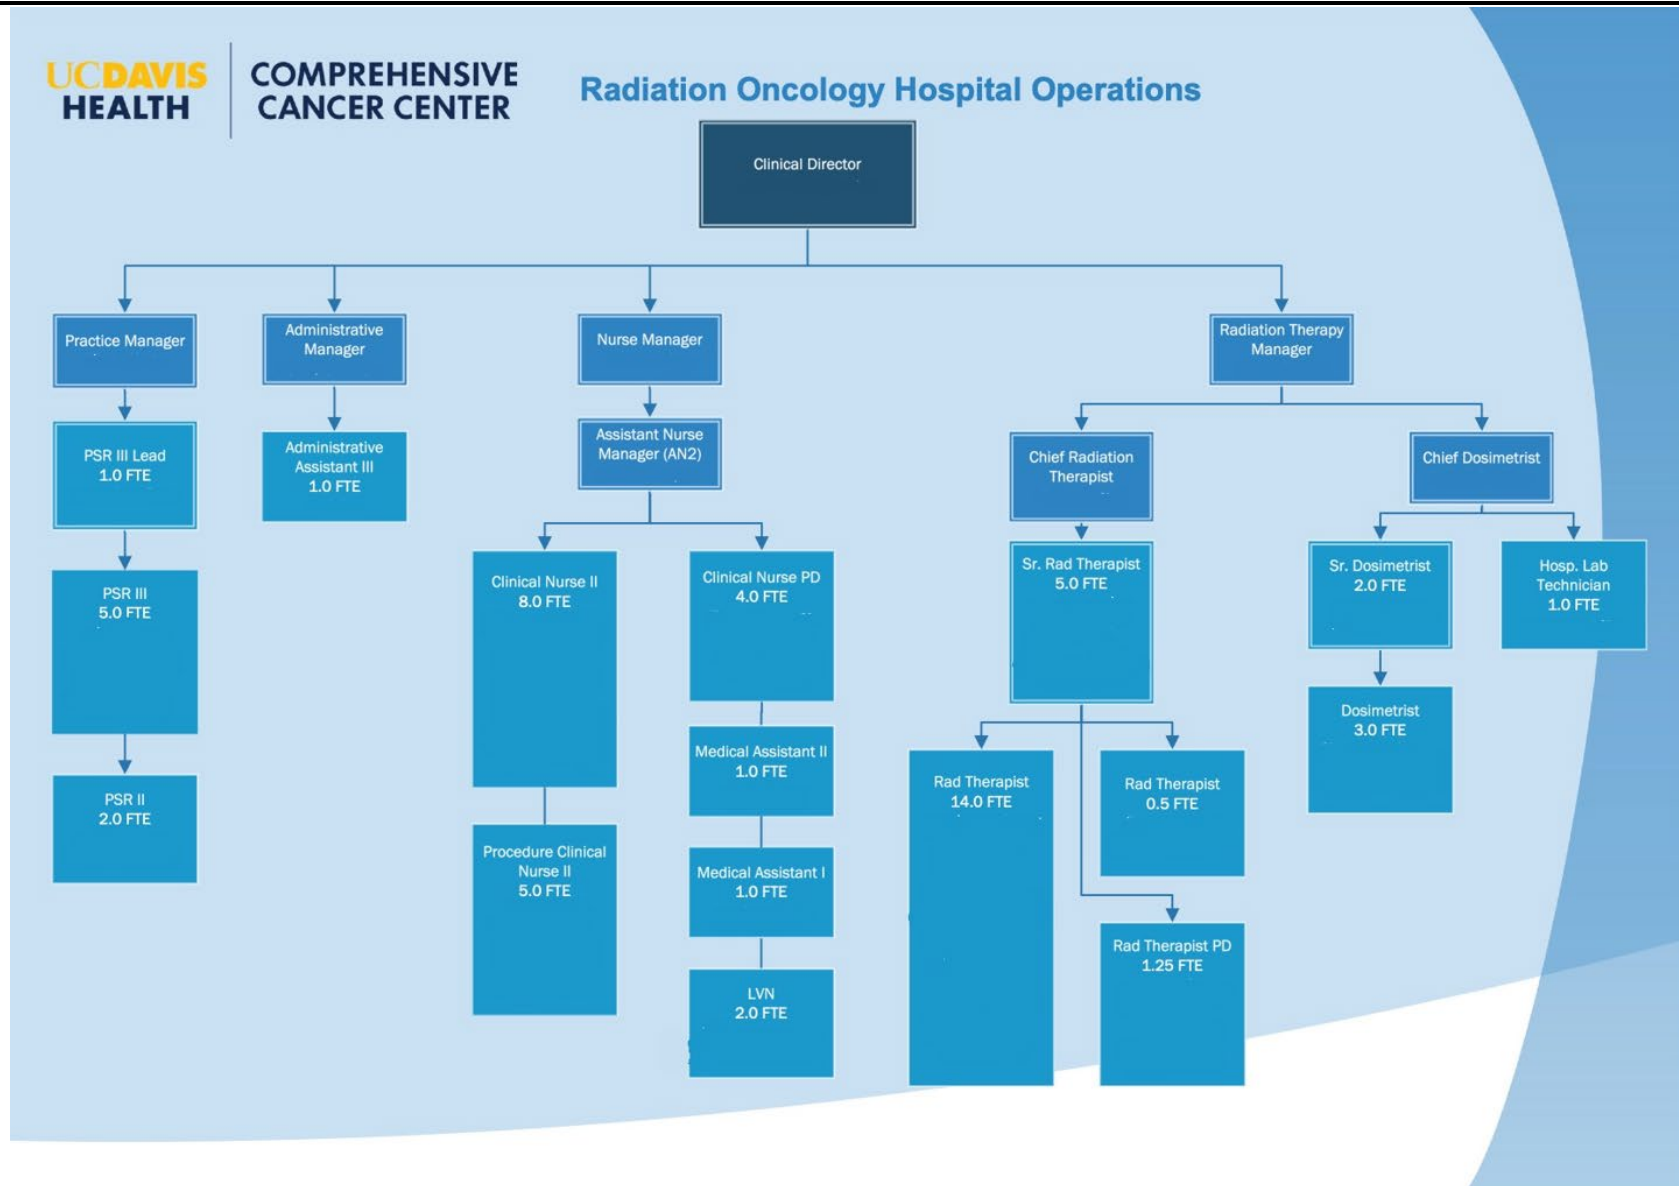 UCDAVIS
HEALTH
COMPREHENSIVE
CANCER CENTER
Radiation Oncology Hospital Operations
Clinical Director
Practice Manager
Administrative
Manager
Nurse Manager
Radiation Therapy
Manager
PSR III Lead
1.0 FTE
Administrative
Assistant III
1.0 FTE
Assistant Nurse
Manager (AN2)
Chief Radiation
Therapist
Chief Dosimetrist
PSR III
5.0 FTE
Clinical Nurse II
8.0 FTE
Clinical Nurse PD
4.0 FTE
Sr. Rad Therapist
5.0 FTE
Sr. Dosimetrist
2.0 FTE
Hosp. Lab
Technician
1.0 FTE
PSR II
2.0 FTE
Procedure Clinical
Nurse II
5.0 FTE
Medical Assistant II
1.0 FTE
Medical Assistant I
1.0 FTE
LVN
2.0 FTE
Rad Therapist
14.0 FTE
Rad Therapist
0.5 FTE
Rad Therapist PD
1.25 FTE
Dosimetrist
3.0 FTE